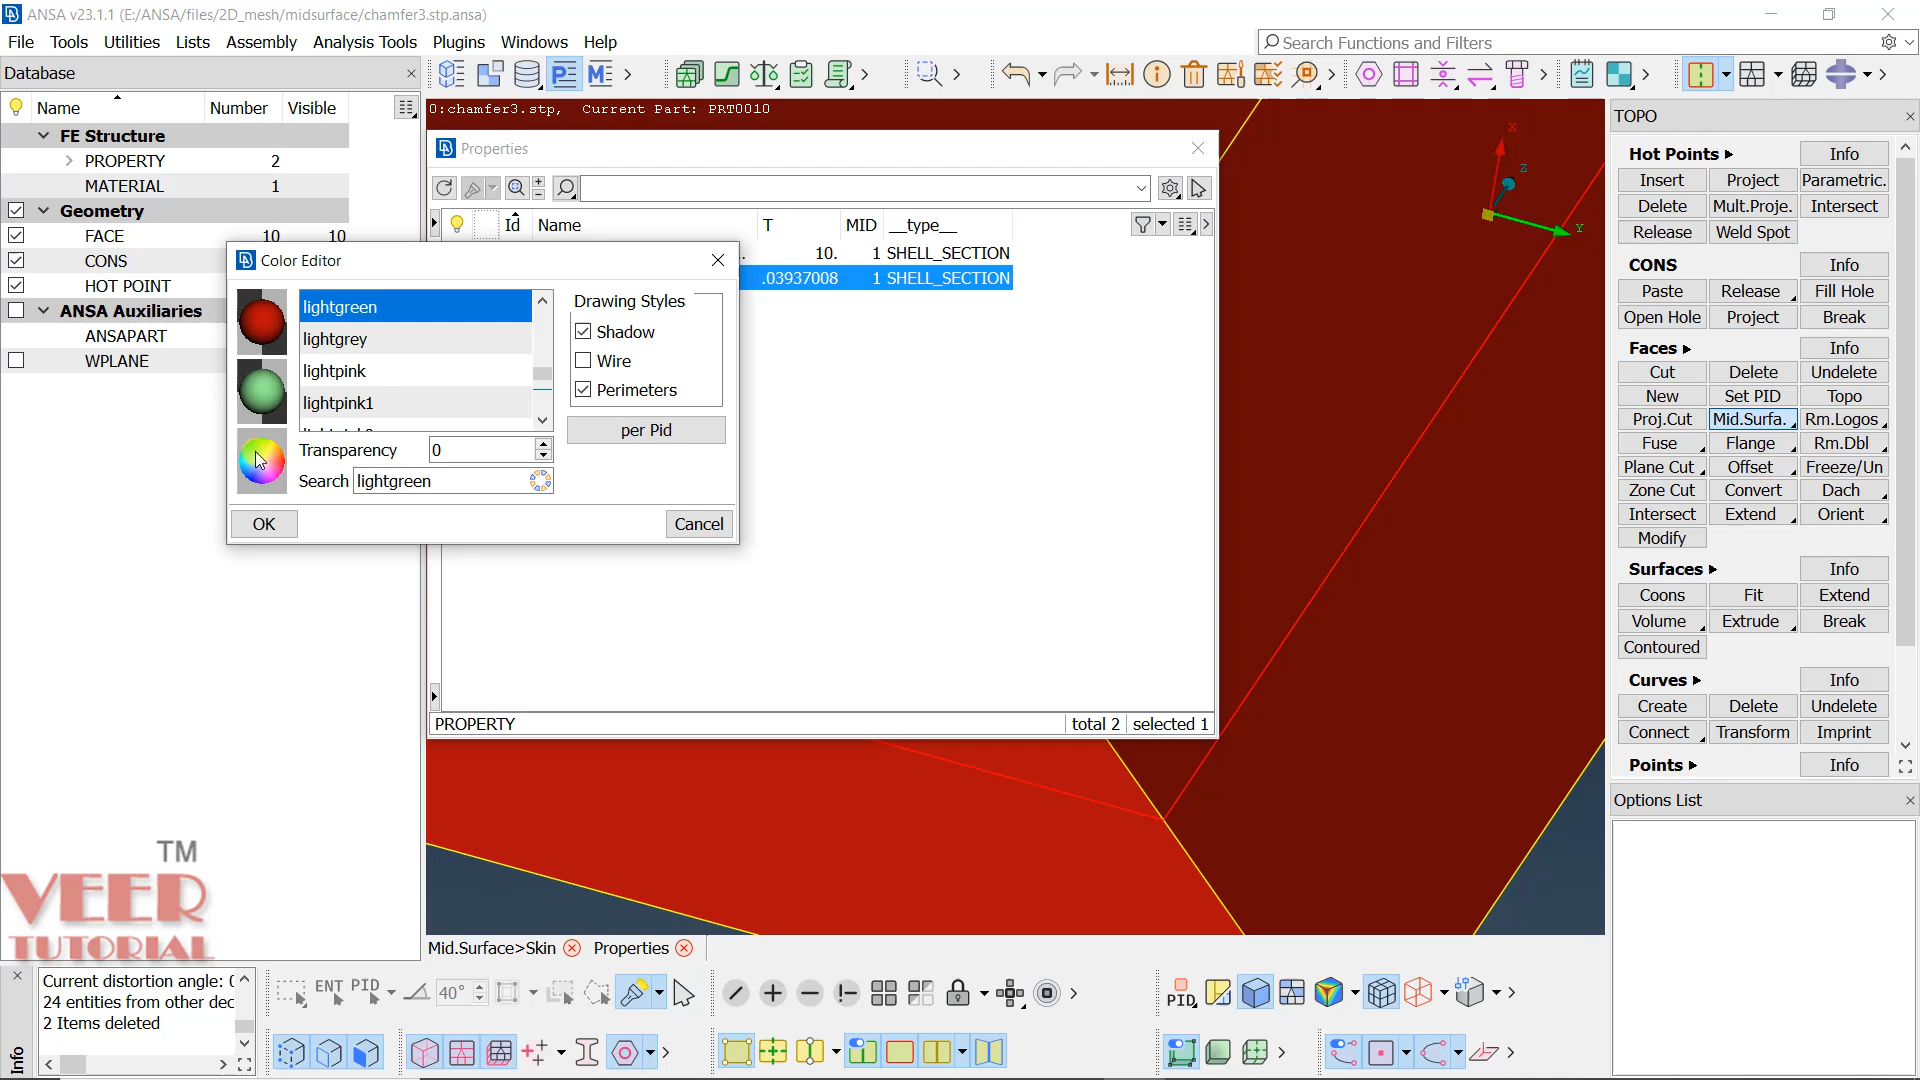 ANSA v23.1.1 (E:/ANSA/files/2D_mesh/midsurface/chamfer3.stp.ansa)
File Tools Utilities Lists Assembly Analysis Tools Plugins Windows Help
Search Functions and Filters
Database
Name Number Visible
FE Structure
PROPERTY 2
MATERIAL 1
Geometry
FACE 10 10
CONS
HOT POINT
ANSA Auxiliaries
ANSAPART
WPLANE
0:chamfer3.stp, Current Part: PRT0010
X
Z
Y
Properties
Id Name T MID __type__
10. 1 SHELL_SECTION
.03937008 1 SHELL_SECTION
PROPERTY total 2 selected 1
Color Editor
lightgreen
lightgrey
lightpink
lightpink1
Transparency 0
Search lightgreen
Drawing Styles
Shadow
Wire
Perimeters
per Pid
OK Cancel
TOPO
Hot Points Info
Insert Project Parametric.
Delete Mult.Proje. Intersect
Release Weld Spot
CONS Info
Paste Release Fill Hole
Open Hole Project Break
Faces Info
Cut Delete Undelete
New Set PID Topo
Proj.Cut Mid.Surfa. Rm.Logos
Fuse Flange Rm.Dbl
Plane Cut Offset Freeze/Un
Zone Cut Convert Dach
Intersect Extend Orient
Modify
Surfaces Info
Coons Fit Extend
Volume Extrude Break
Contoured
Curves Info
Create Delete Undelete
Connect Transform Imprint
Points Info
Options List
TM
VEER
TUTORIAL
Mid.Surface>Skin Properties
Info
Current distortion angle:
24 entities from other dec
2 Items deleted
ENT PID 40°
PID